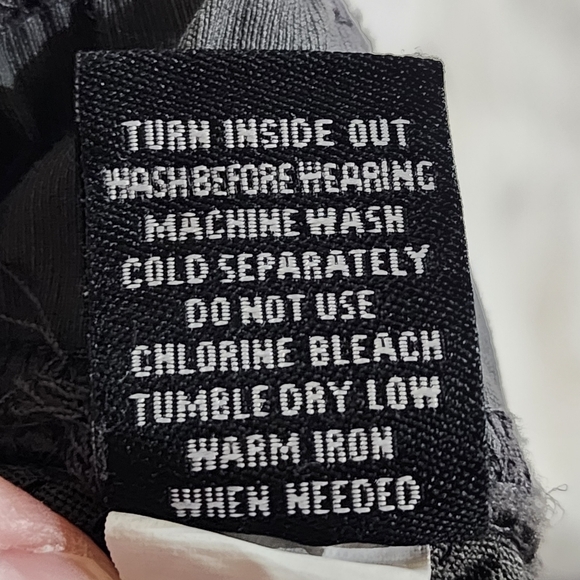 TURN INSIDE OUT
WASH BEFORE WEARING
MACHINE WASH
COLD SEPARATELY
DO NOT USE
CHLORINE BLEACH
TUMBLE DRY LOW
WARM IRON
WHEN NEEDED